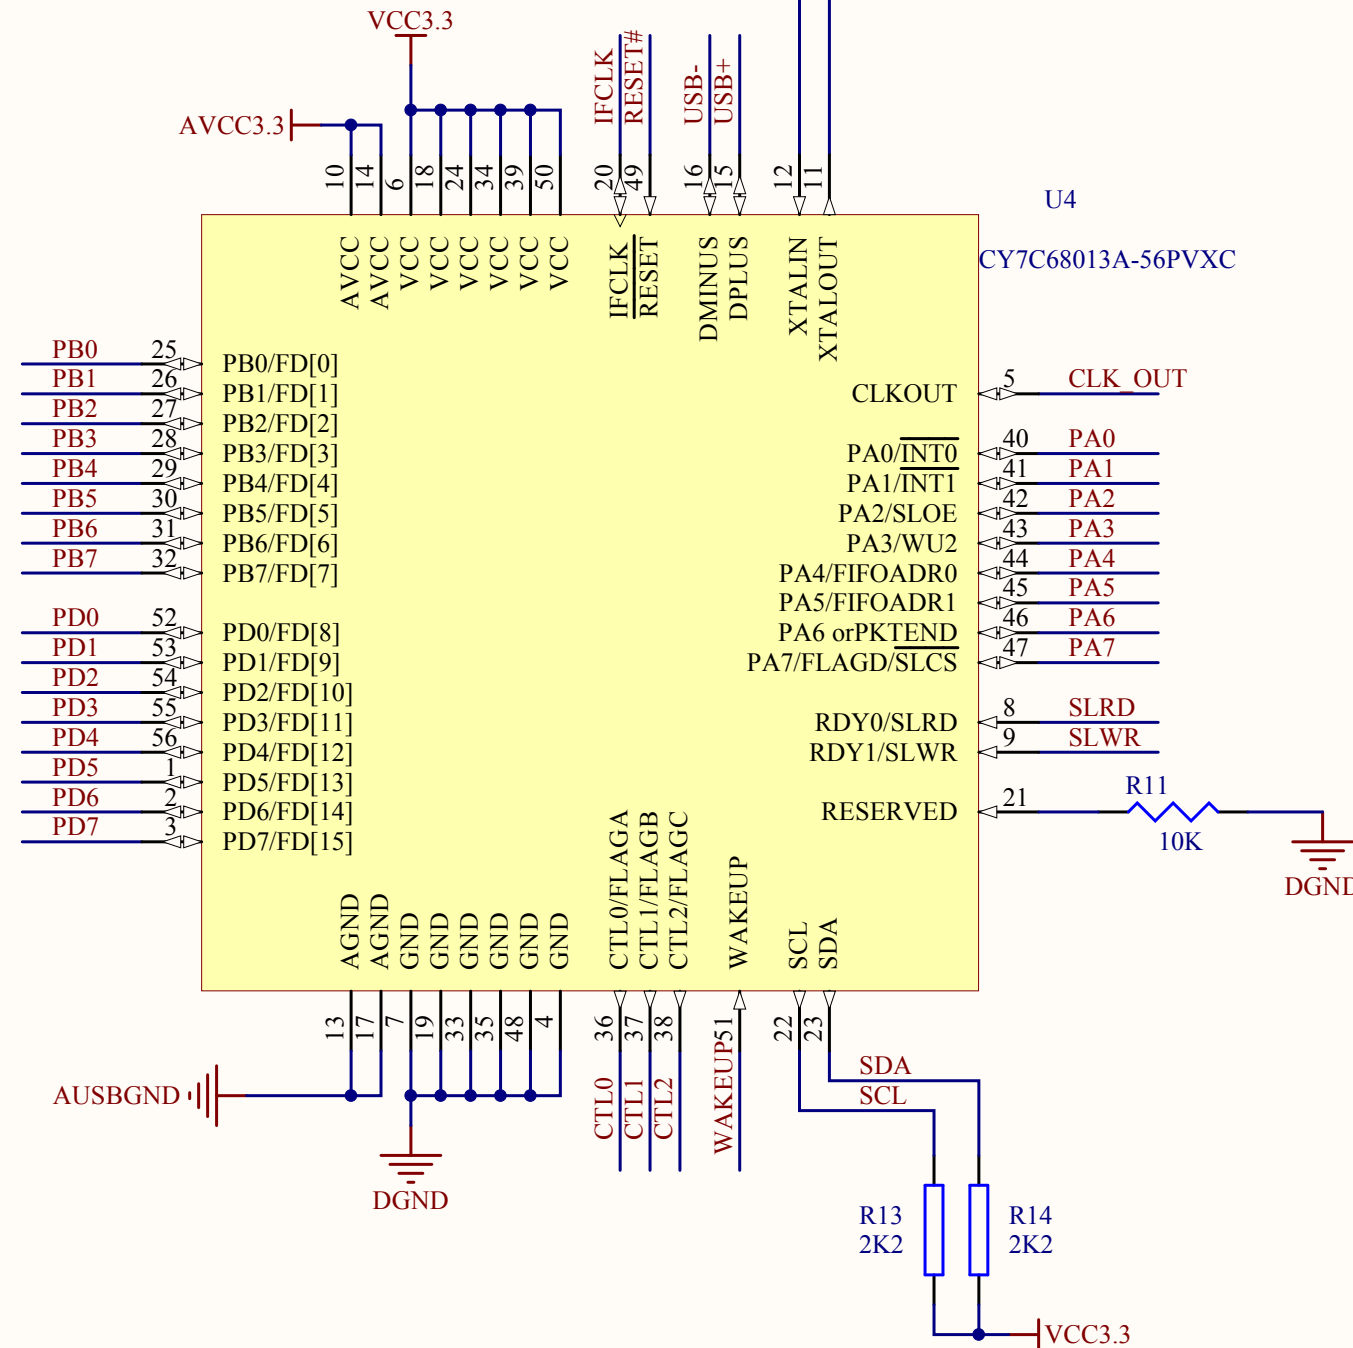 VCC3.3
AVCC3.3
IFCLK
RESET#
USB-
USB+
10
14
6
18
24
34
39
50
20
49
16
15
12
11
U4
CY7C68013A-56PVXC
AVCC
AVCC
VCC
VCC
VCC
VCC
VCC
VCC
IFCLK
RESET
DMINUS
DPLUS
XTALIN
XTALOUT
PB0 25 PB0/FD[0]
PB1 26 PB1/FD[1]
PB2 27 PB2/FD[2]
PB3 28 PB3/FD[3]
PB4 29 PB4/FD[4]
PB5 30 PB5/FD[5]
PB6 31 PB6/FD[6]
PB7 32 PB7/FD[7]
PD0 52 PD0/FD[8]
PD1 53 PD1/FD[9]
PD2 54 PD2/FD[10]
PD3 55 PD3/FD[11]
PD4 56 PD4/FD[12]
PD5 1 PD5/FD[13]
PD6 2 PD6/FD[14]
PD7 3 PD7/FD[15]
CLKOUT 5 CLK_OUT
PA0/INT0 40 PA0
PA1/INT1 41 PA1
PA2/SLOE 42 PA2
PA3/WU2 43 PA3
PA4/FIFOADR0 44 PA4
PA5/FIFOADR1 45 PA5
PA6 orPKTEND 46 PA6
PA7/FLAGD/SLCS 47 PA7
RDY0/SLRD 8 SLRD
RDY1/SLWR 9 SLWR
RESERVED 21
R11
10K
DGND
AGND
AGND
GND
GND
GND
GND
GND
GND
CTL0/FLAGA
CTL1/FLAGB
CTL2/FLAGC
WAKEUP
SCL
SDA
13
17
7
19
33
35
48
4
36
37
38
51
22
23
AUSBGND
DGND
CTL0
CTL1
CTL2
WAKEUP
SDA
SCL
R13
2K2
R14
2K2
VCC3.3